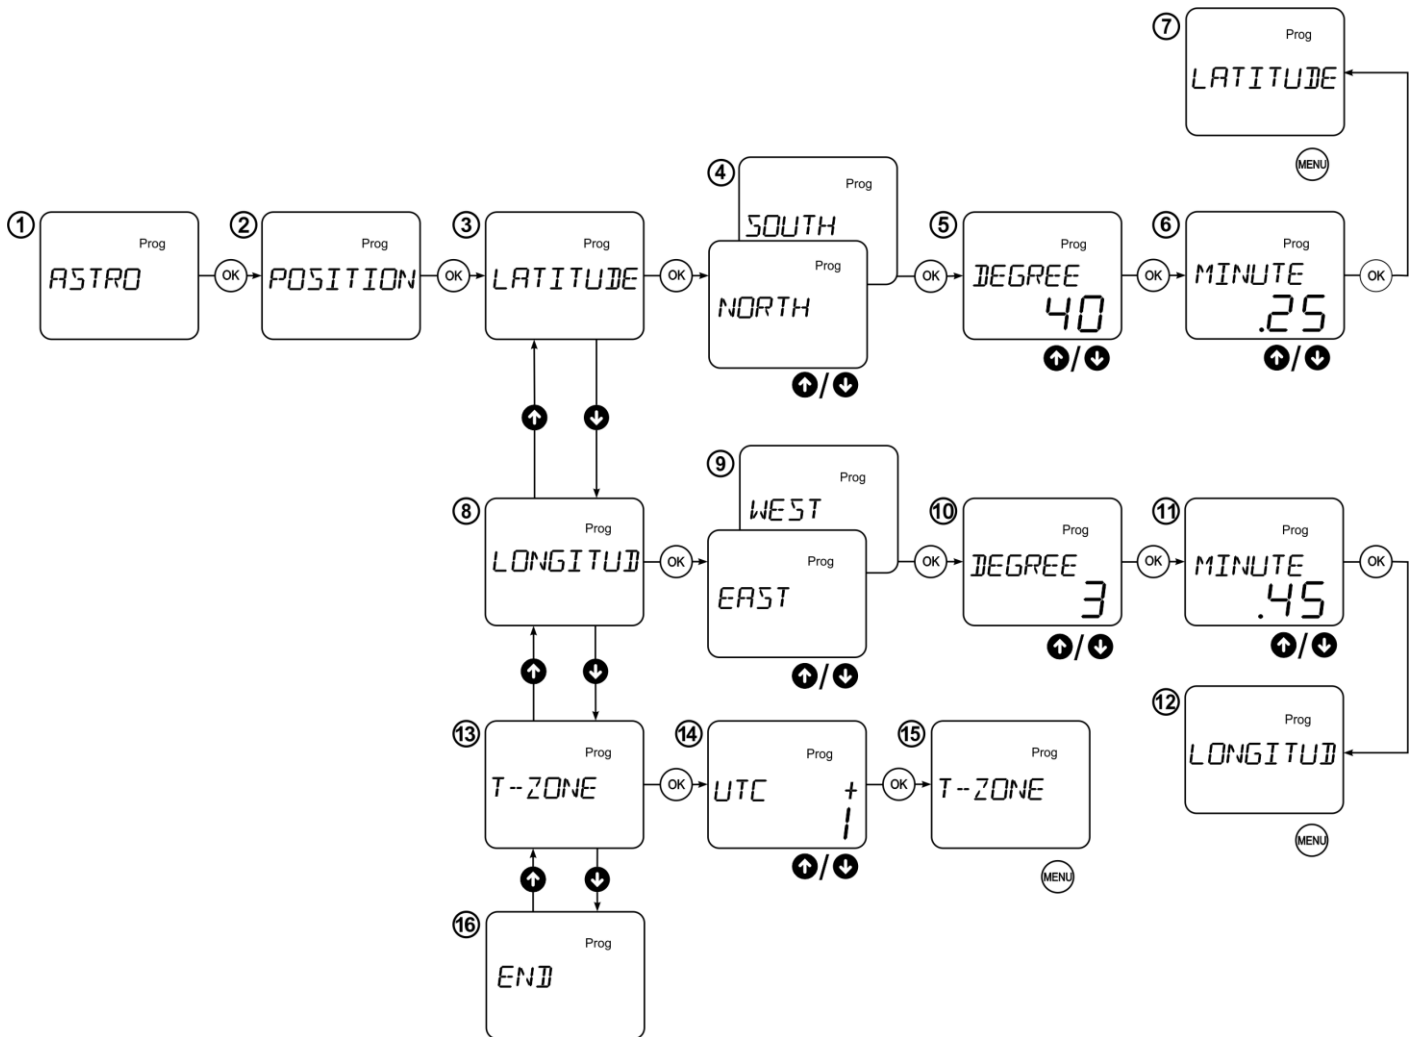 7
Prog
LATITUDE
MENU
1
Prog
ASTRO
OK
2
Prog
POSITION
OK
3
Prog
LATITUDE
OK
4
Prog
SOUTH
Prog
NORTH
/
OK
5
Prog
DEGREE
40
/
OK
6
Prog
MINUTE
.25
/
OK
8
Prog
LONGITUD
OK
9
Prog
WEST
Prog
EAST
/
OK
10
Prog
DEGREE
3
/
OK
11
Prog
MINUTE
.45
/
OK
12
Prog
LONGITUD
MENU
13
Prog
T-ZONE
OK
14
Prog
UTC +
1
/
OK
15
Prog
T-ZONE
MENU
16
Prog
END